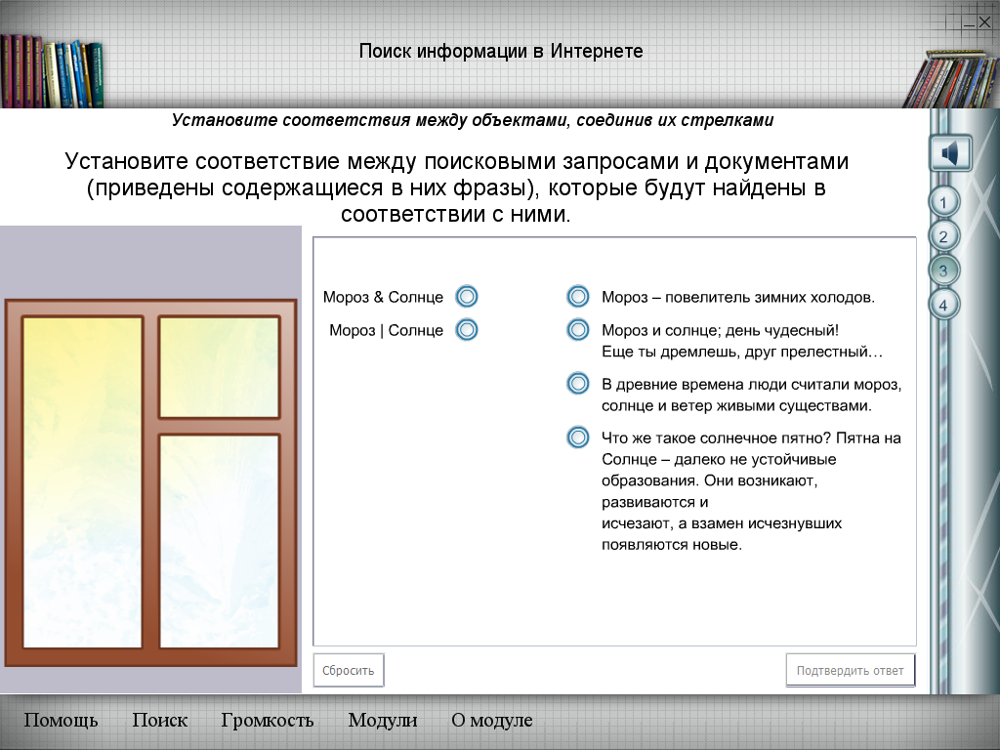 Поиск информации в Интернете
Установите соответствия между объектами, соединив их стрелками
Установите соответствие между поисковыми запросами и документами
(приведены содержащиеся в них фразы), которые будут найдены в
соответствии с ними.
1
2
3
4
Мороз & Солнце
Мороз | Солнце
Мороз – повелитель зимних холодов.
Мороз и солнце; день чудесный!
Еще ты дремлешь, друг прелестный…
В древние времена люди считали мороз,
солнце и ветер живыми существами.
Что же такое солнечное пятно? Пятна на
Солнце – далеко не устойчивые
образования. Они возникают,
развиваются и
исчезают, а взамен исчезнувших
появляются новые.
Сбросить
Подтвердить ответ
Помощь Поиск Громкость Модули О модуле